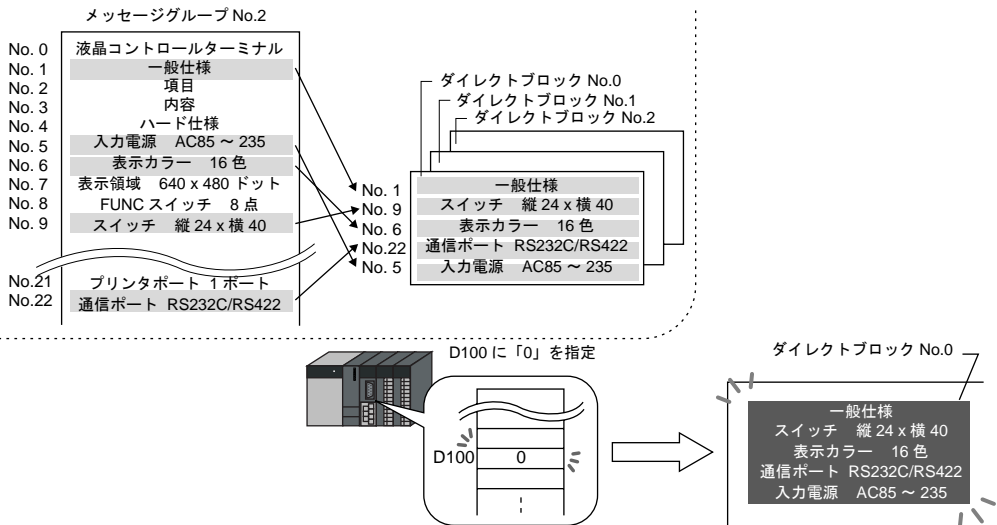 メッセージグループ No.2
No. 0 液晶コントロールターミナル
No. 1 一般仕様
No. 2 項目
No. 3 内容
No. 4 ハード仕様
No. 5 入力電源 AC85 ～ 235
No. 6 表示カラー 16 色
No. 7 表示領域 640 x 480 ドット
No. 8 FUNC スイッチ 8 点
No. 9 スイッチ 縦 24 x 横 40
No.21 プリンタポート 1 ポート
No.22 通信ポート RS232C/RS422
ダイレクトブロック No.0
ダイレクトブロック No.1
ダイレクトブロック No.2
No. 1 一般仕様
No. 9 スイッチ 縦 24 x 横 40
No. 6 表示カラー 16 色
No.22 通信ポート RS232C/RS422
No. 5 入力電源 AC85 ～ 235
D100 に「0」を指定
D100 0
ダイレクトブロック No.0
一般仕様
スイッチ 縦 24 x 横 40
表示カラー 16 色
通信ポート RS232C/RS422
入力電源 AC85 ～ 235